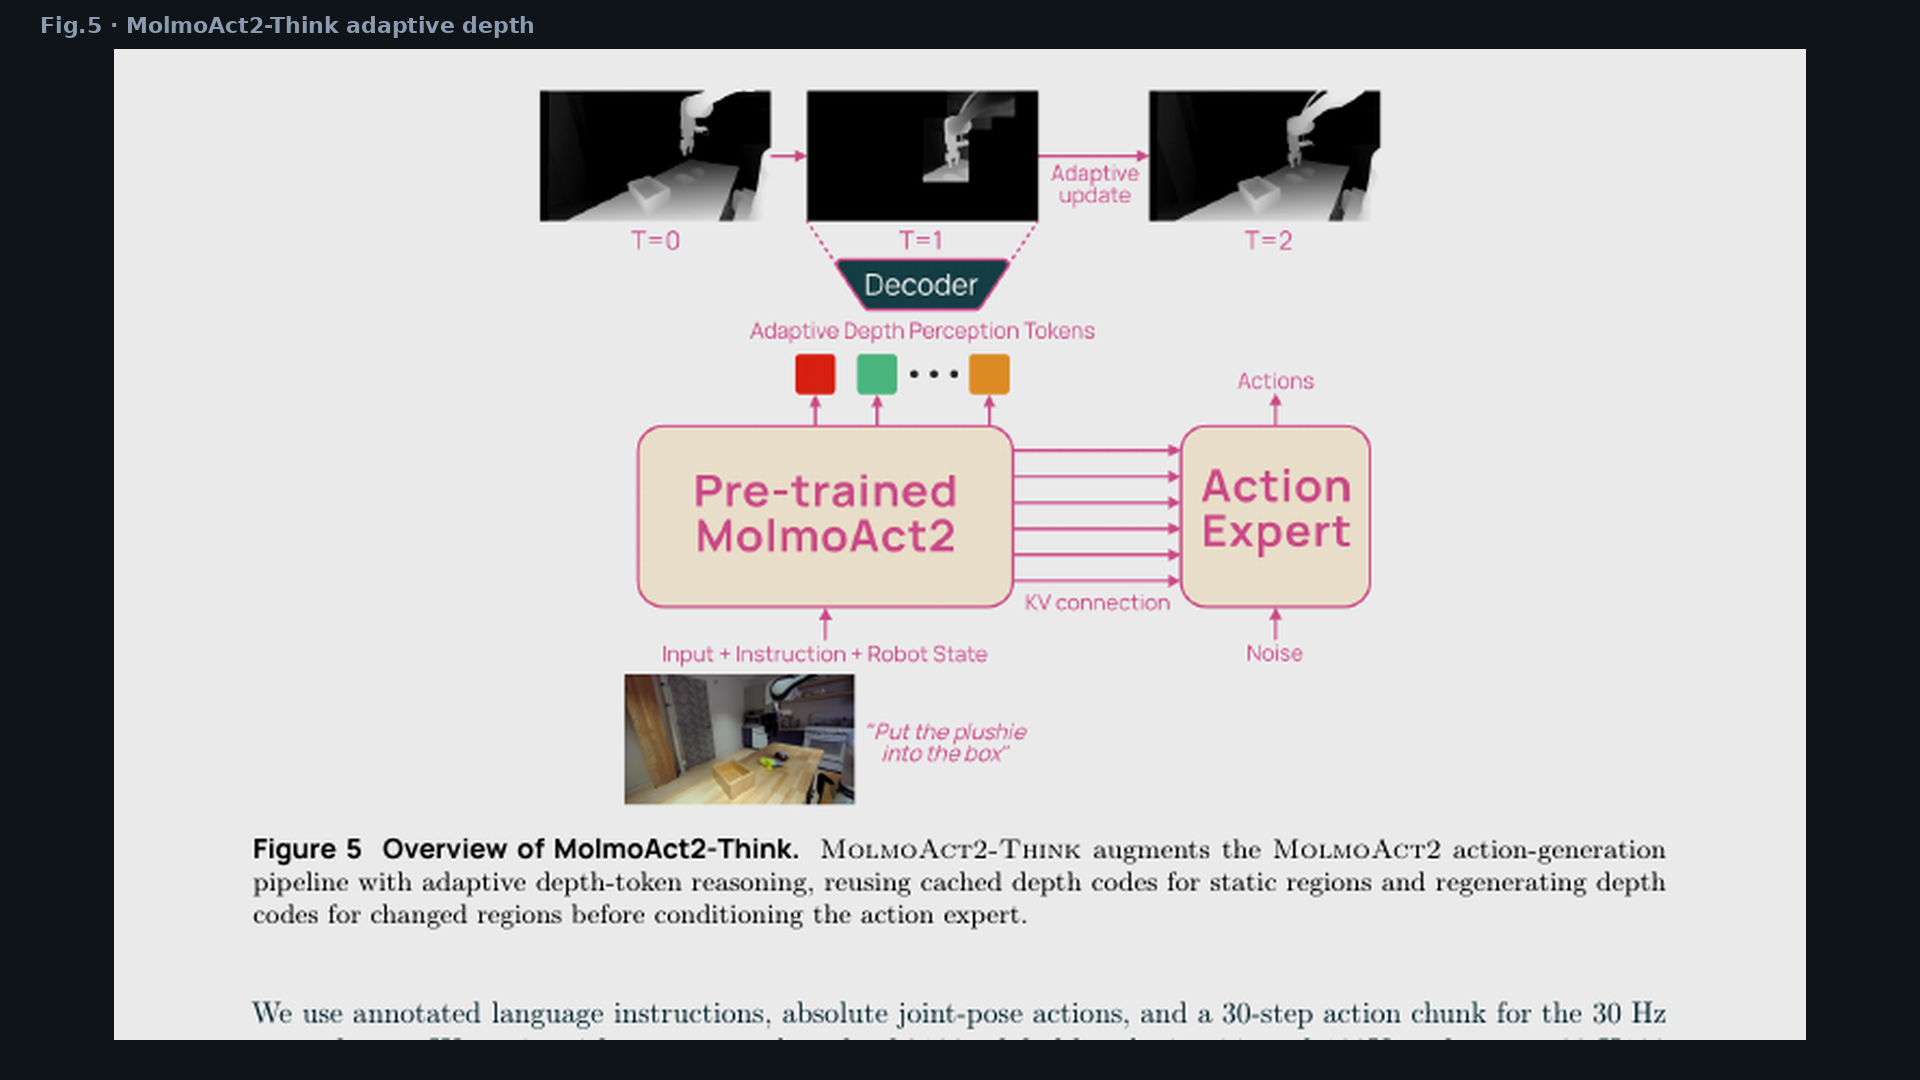 Fig.5 · MolmoAct2-Think adaptive depth
Adaptive
update
T=0
T=1
T=2
Decoder
Adaptive Depth Perception Tokens
Actions
Pre-trained
MolmoAct2
Action
Expert
KV connection
Input + Instruction + Robot State
Noise
"Put the plushie
into the box"
Figure 5 Overview of MolmoAct2-Think. MOLMOACT2-THINK augments the MOLMOACT2 action-generation
pipeline with adaptive depth-token reasoning, reusing cached depth codes for static regions and regenerating depth
codes for changed regions before conditioning the action expert.
We use annotated language instructions, absolute joint-pose actions, and a 30-step action chunk for the 30 Hz